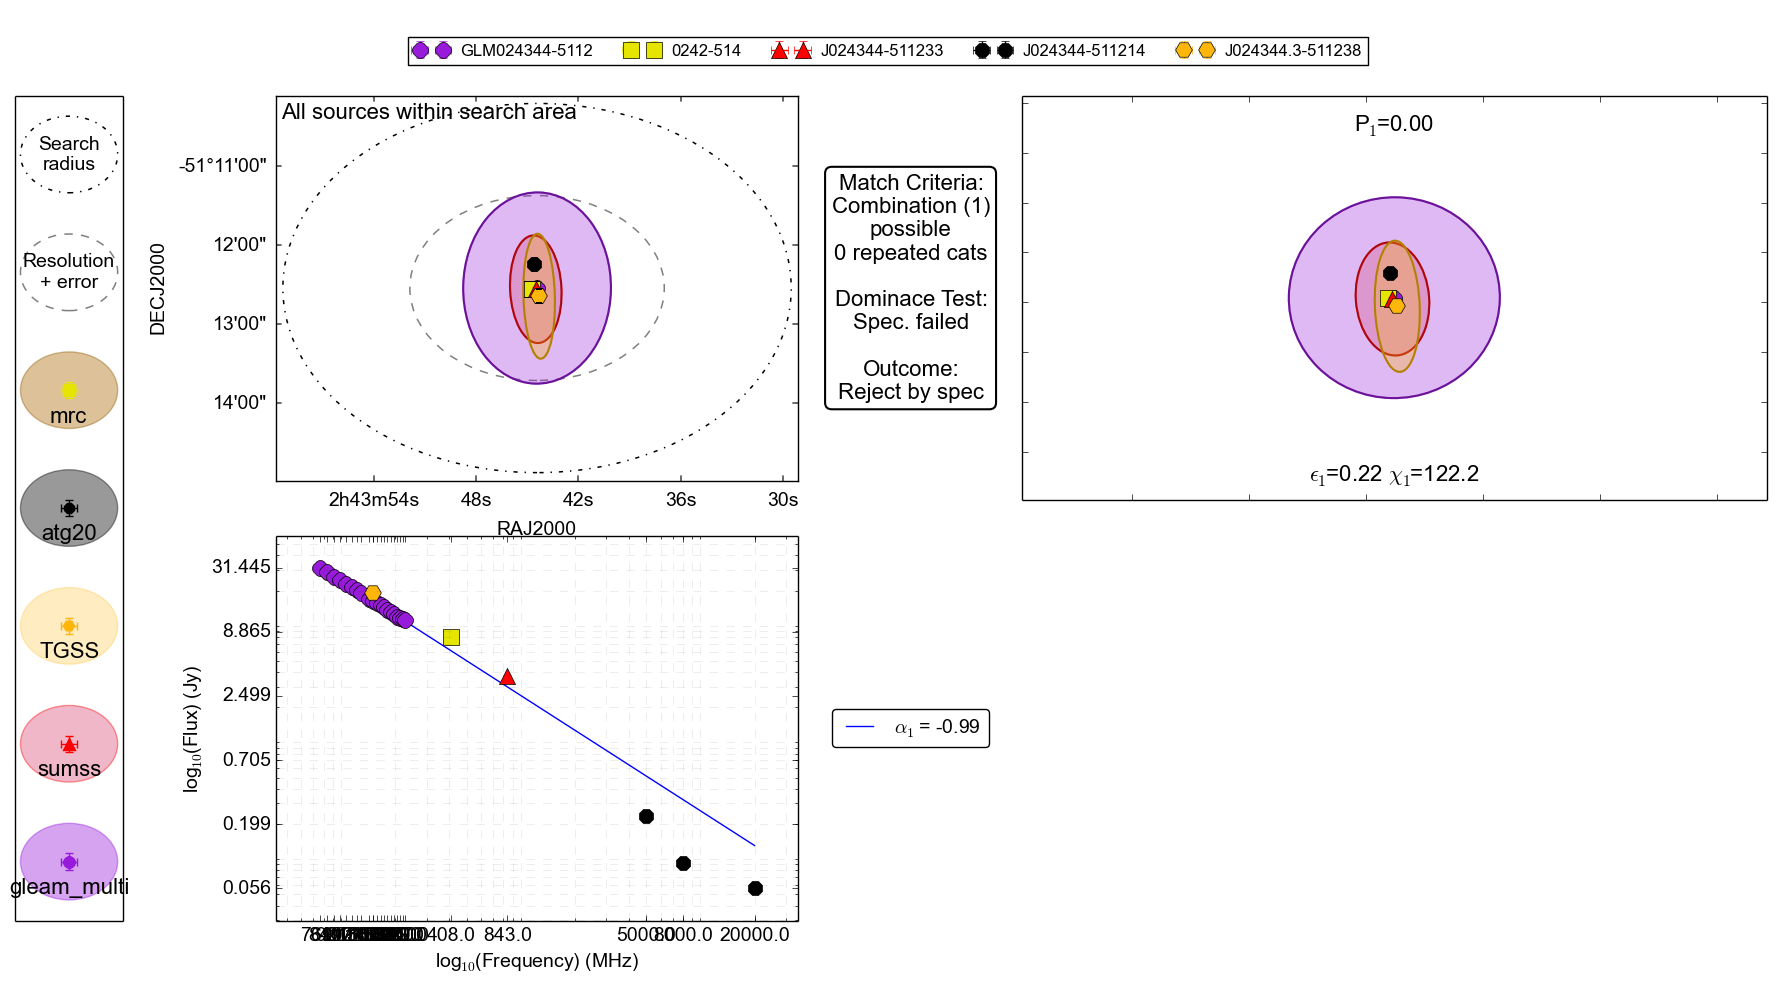 GLM024344-5112 0242-514 J024344-511233 J024344-511214 J024344.3-511238
Search
radius
Resolution
+ error
mrc
atg20
TGSS
sumss
gleam_multi
All sources within search area
DECJ2000
-51°11'00"
12'00"
13'00"
14'00"
2h43m54s 48s 42s 36s 30s
RAJ2000
Match Criteria:
Combination (1)
possible
0 repeated cats
Dominace Test:
Spec. failed
Outcome:
Reject by spec
P₁=0.00
ϵ₁=0.22 χ₁=122.2
log₁₀(Flux) (Jy)
31.445
8.865
2.499
0.705
0.199
0.056
408.0 843.0 5000.0 8000.0 20000.0
log₁₀(Frequency) (MHz)
α₁ = -0.99